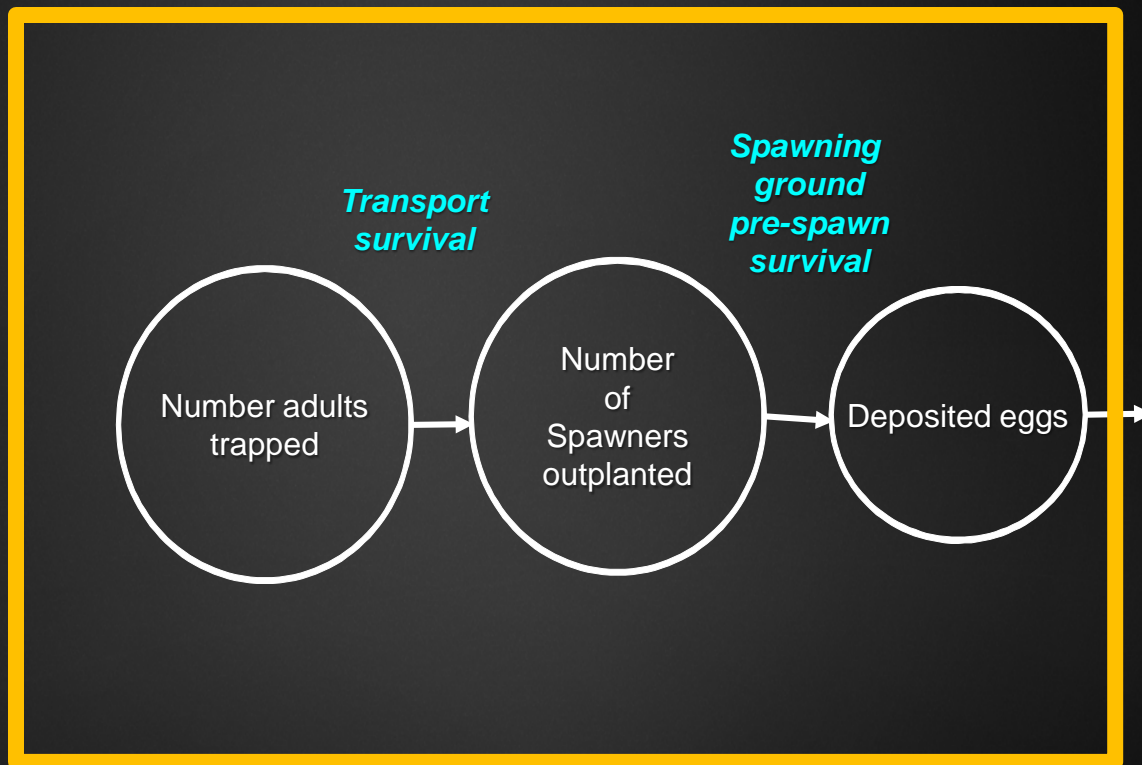 Transport
survival
Spawning
ground
pre-spawn
survival
Number adults
trapped
Number
of
Spawners
outplanted
Deposited eggs